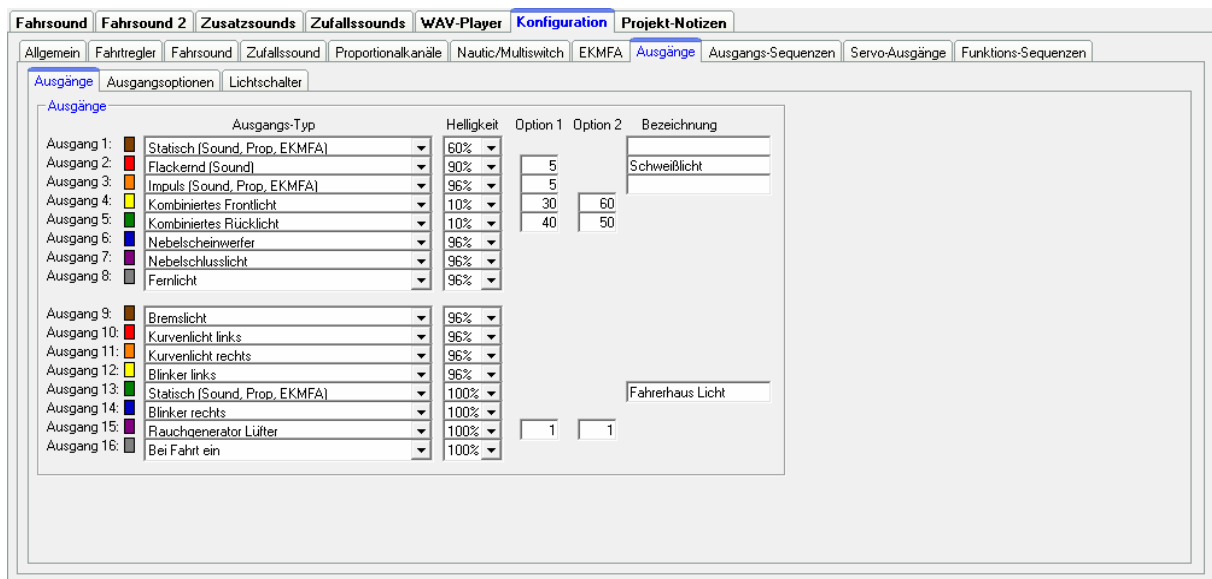 Fahrsound Fahrsound 2 Zusatzsounds Zufallssounds WAV-Player Konfiguration Projekt-Notizen
Allgemein Fahrtregler Fahrsound Zufallssound Proportionalkanäle Nautic/Multiswitch EKMFA Ausgänge Ausgangs-Sequenzen Servo-Ausgänge Funktions-Sequenzen
Ausgänge Ausgangsoptionen Lichtschalter
Ausgänge
Ausgangs-Typ Helligkeit Option 1 Option 2 Bezeichnung
Ausgang 1: Statisch (Sound, Prop, EKMFA) 60%
Ausgang 2: Flackernd (Sound) 90% 5 Schweißlicht
Ausgang 3: Impuls (Sound, Prop, EKMFA) 96% 5
Ausgang 4: Kombiniertes Frontlicht 10% 30 60
Ausgang 5: Kombiniertes Rücklicht 10% 40 50
Ausgang 6: Nebelscheinwerfer 96%
Ausgang 7: Nebelschlusslicht 96%
Ausgang 8: Fernlicht 96%
Ausgang 9: Bremslicht 96%
Ausgang 10: Kurvenlicht links 96%
Ausgang 11: Kurvenlicht rechts 96%
Ausgang 12: Blinker links 96%
Ausgang 13: Statisch (Sound, Prop, EKMFA) 100% Fahrerhaus Licht
Ausgang 14: Blinker rechts 100%
Ausgang 15: Rauchgenerator Lüfter 100% 1 1
Ausgang 16: Bei Fahrt ein 100%